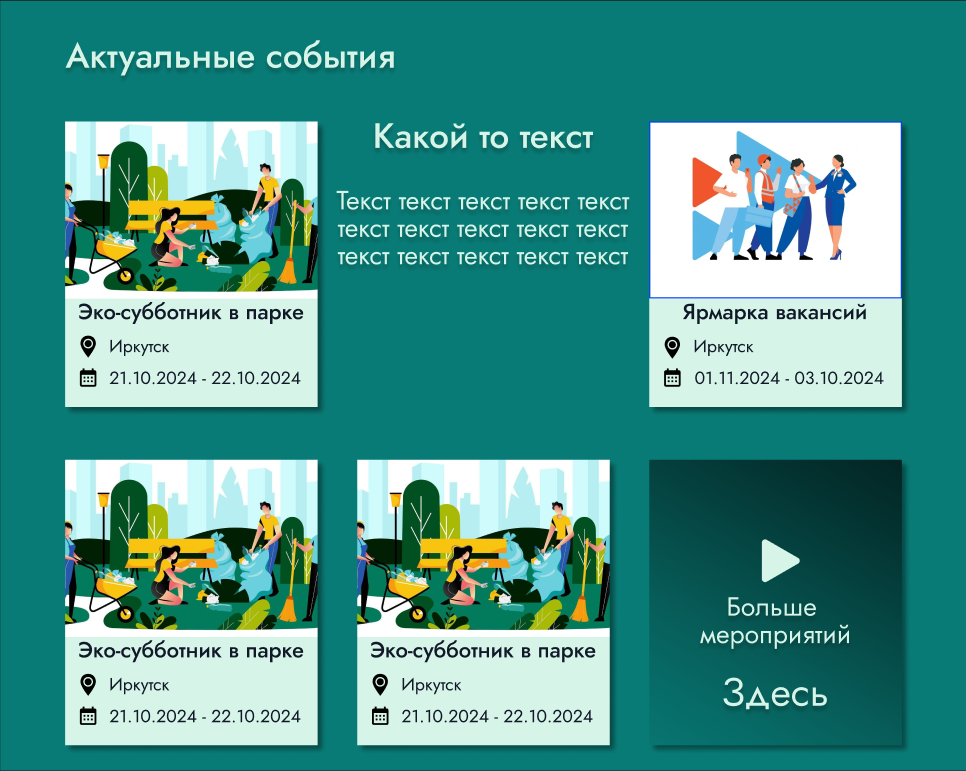 Актуальные события
Эко-субботник в парке
Иркутск
21.10.2024 - 22.10.2024
Какой то текст
Текст текст текст текст текст
текст текст текст текст текст
текст текст текст текст текст
Ярмарка вакансий
Иркутск
01.11.2024 - 03.10.2024
Эко-субботник в парке
Иркутск
21.10.2024 - 22.10.2024
Эко-субботник в парке
Иркутск
21.10.2024 - 22.10.2024
Больше
мероприятий
Здесь